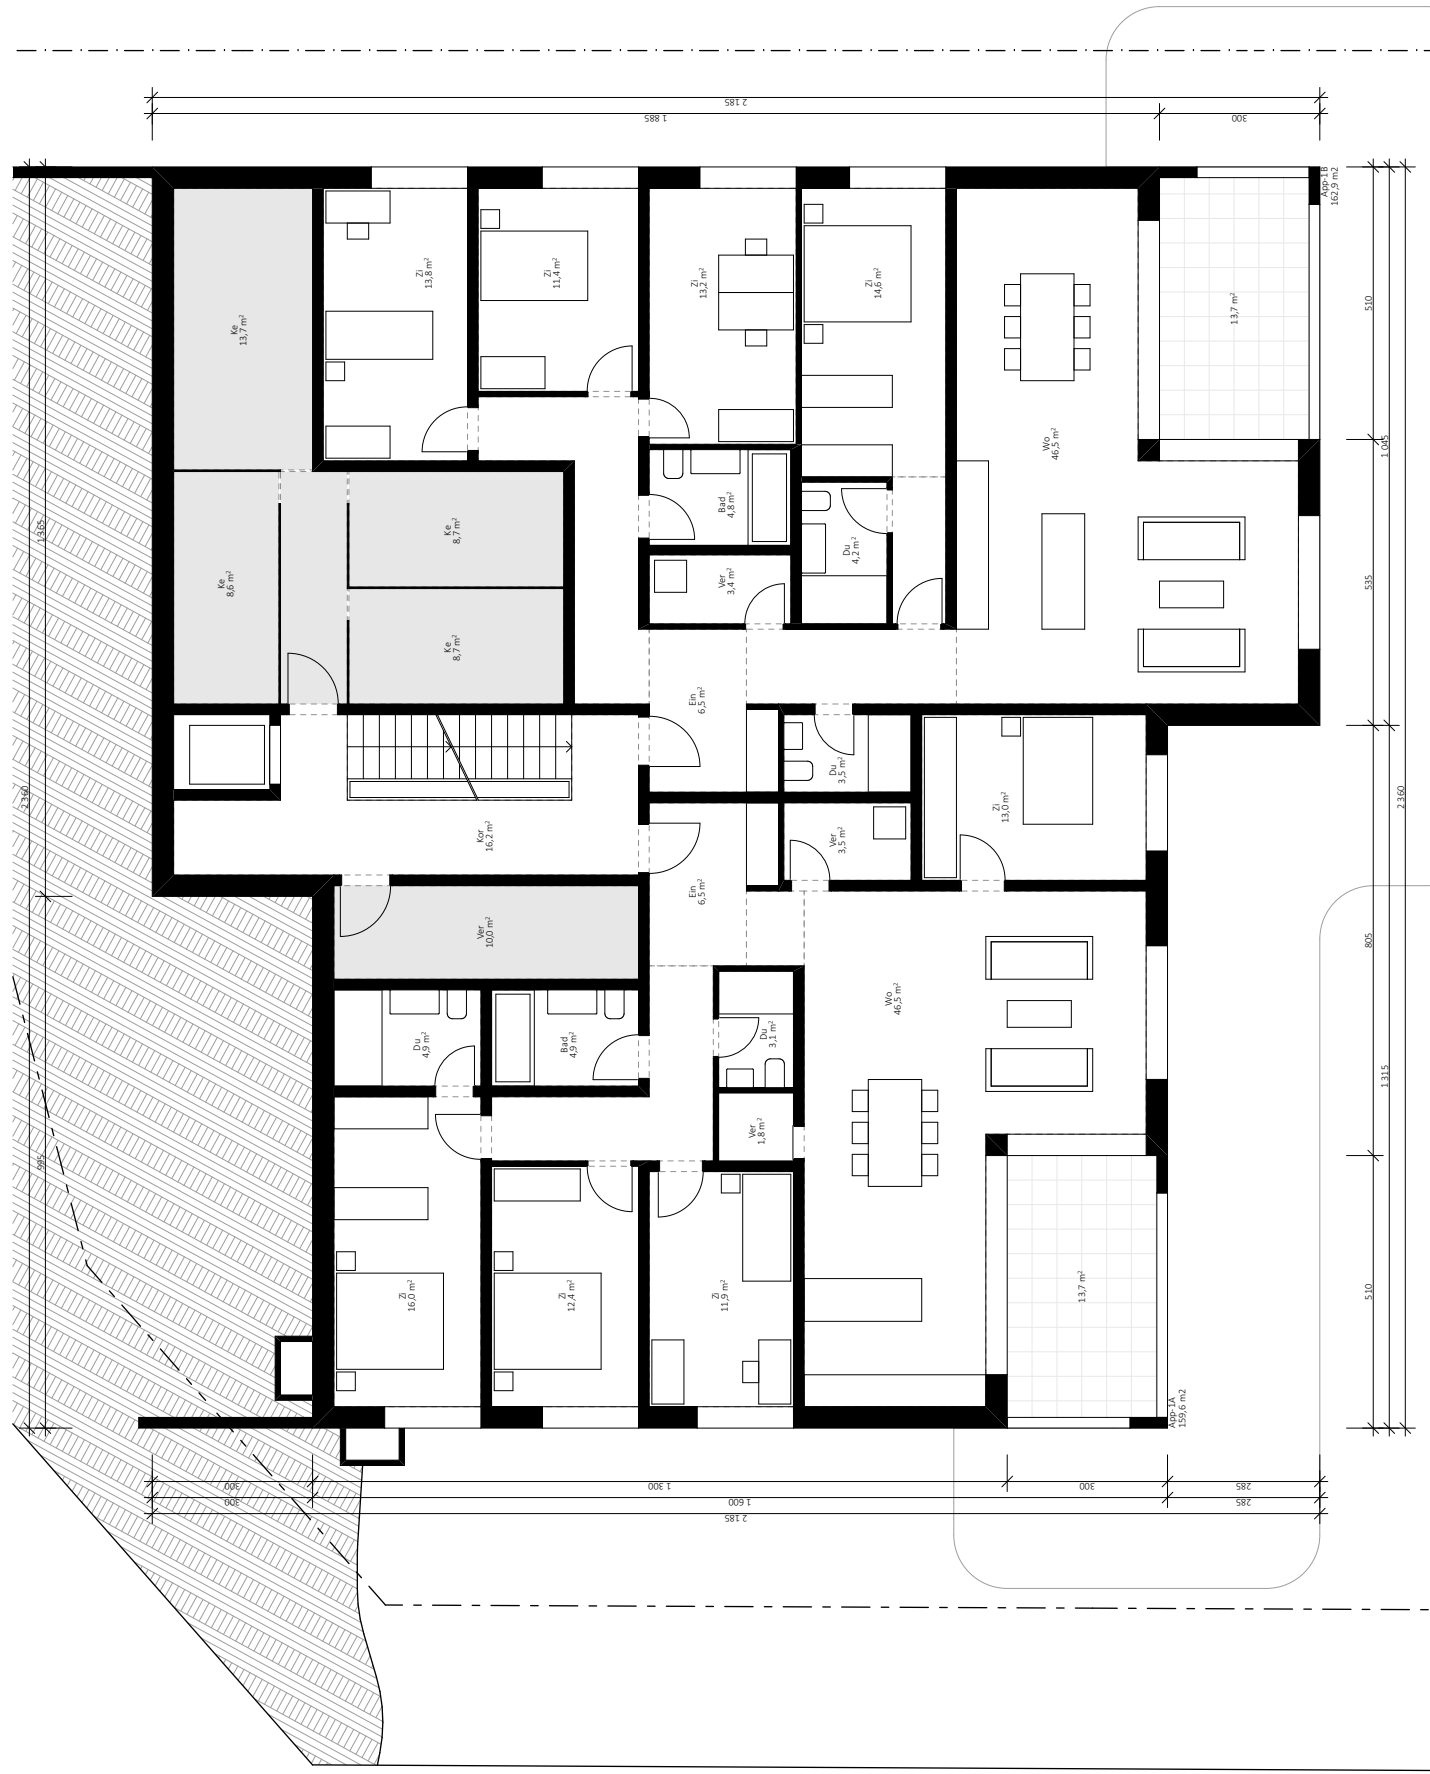 2 185
1 885
300
App-1B
162,9 m2
Zi
13,8 m²
Zi
11,4 m²
Zi
13,2 m²
Zi
14,6 m²
13,7 m²
510
Ke
13,7 m²
Wo
46,5 m²
1 045
Bad
4,8 m²
Ke
8,7 m²
1 365
Du
4,2 m²
Ke
8,6 m²
Ver
3,4 m²
535
Ke
8,7 m²
Ein
6,5 m²
Du
3,5 m²
Zi
13,0 m²
2 360
2 360
Kor
16,2 m²
Ver
3,5 m²
Ein
6,5 m²
Ver
10,0 m²
805
Wo
46,5 m²
Du
4,9 m²
Bad
4,9 m²
Du
3,1 m²
1 315
Ver
1,8 m²
995
Zi
16,0 m²
Zi
12,4 m²
Zi
11,9 m²
13,7 m²
510
App-1A
159,6 m2
300
1 300
300
285
300
1 600
285
2 185